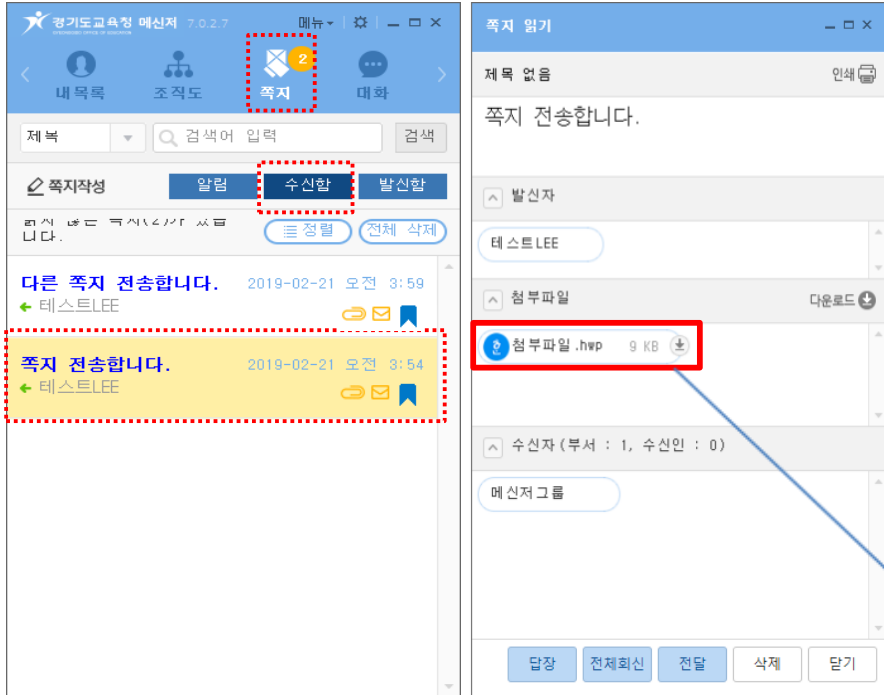 경기도교육청 메신저 7.0.2.7 메뉴
내목록 조직도 쪽지 2 대화
제목 검색어 입력 검색
쪽지작성 알림 수신함 발신함
니다.
정렬 전체 삭제
다른 쪽지 전송합니다. 2019-02-21 오전 3:59
테스트LEE
쪽지 전송합니다. 2019-02-21 오전 3:54
테스트LEE
쪽지 읽기
제목 없음 인쇄
쪽지 전송합니다.
발신자
테스트LEE
첨부파일 다운로드
첨부파일.hwp 9 KB
수신자(부서 : 1, 수신인 : 0)
메신저그룹
답장 전체회신 전달 삭제 닫기